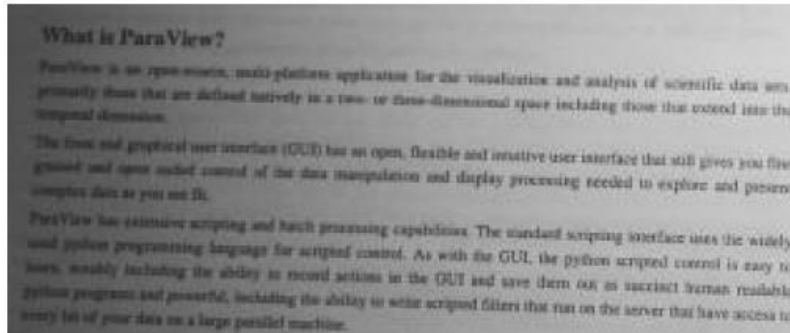 What is ParaView?
ParaView is an open-source, multi-platform application for the visualization and analysis of scientific data sets,
primarily those that are defined natively in a two- or three-dimensional space including those that extend into the
temporal dimension.
The front end graphical user interface (GUI) has an open, flexible and intuitive user interface that still gives you fine
grained and open ended control of the data manipulation and display processing needed to explore and present
complex data as you see fit.
ParaView has extensive scripting and batch processing capabilities. The standard scripting interface uses the widely
used python programming language for scripted control. As with the GUI, the python scripted control is easy to
learn, notably including the ability to record actions in the GUI and save them out as succinct human readable
python programs and powerful, including the ability to write scripted filters that run on the server that have access to
every bit of your data on a large parallel machine.